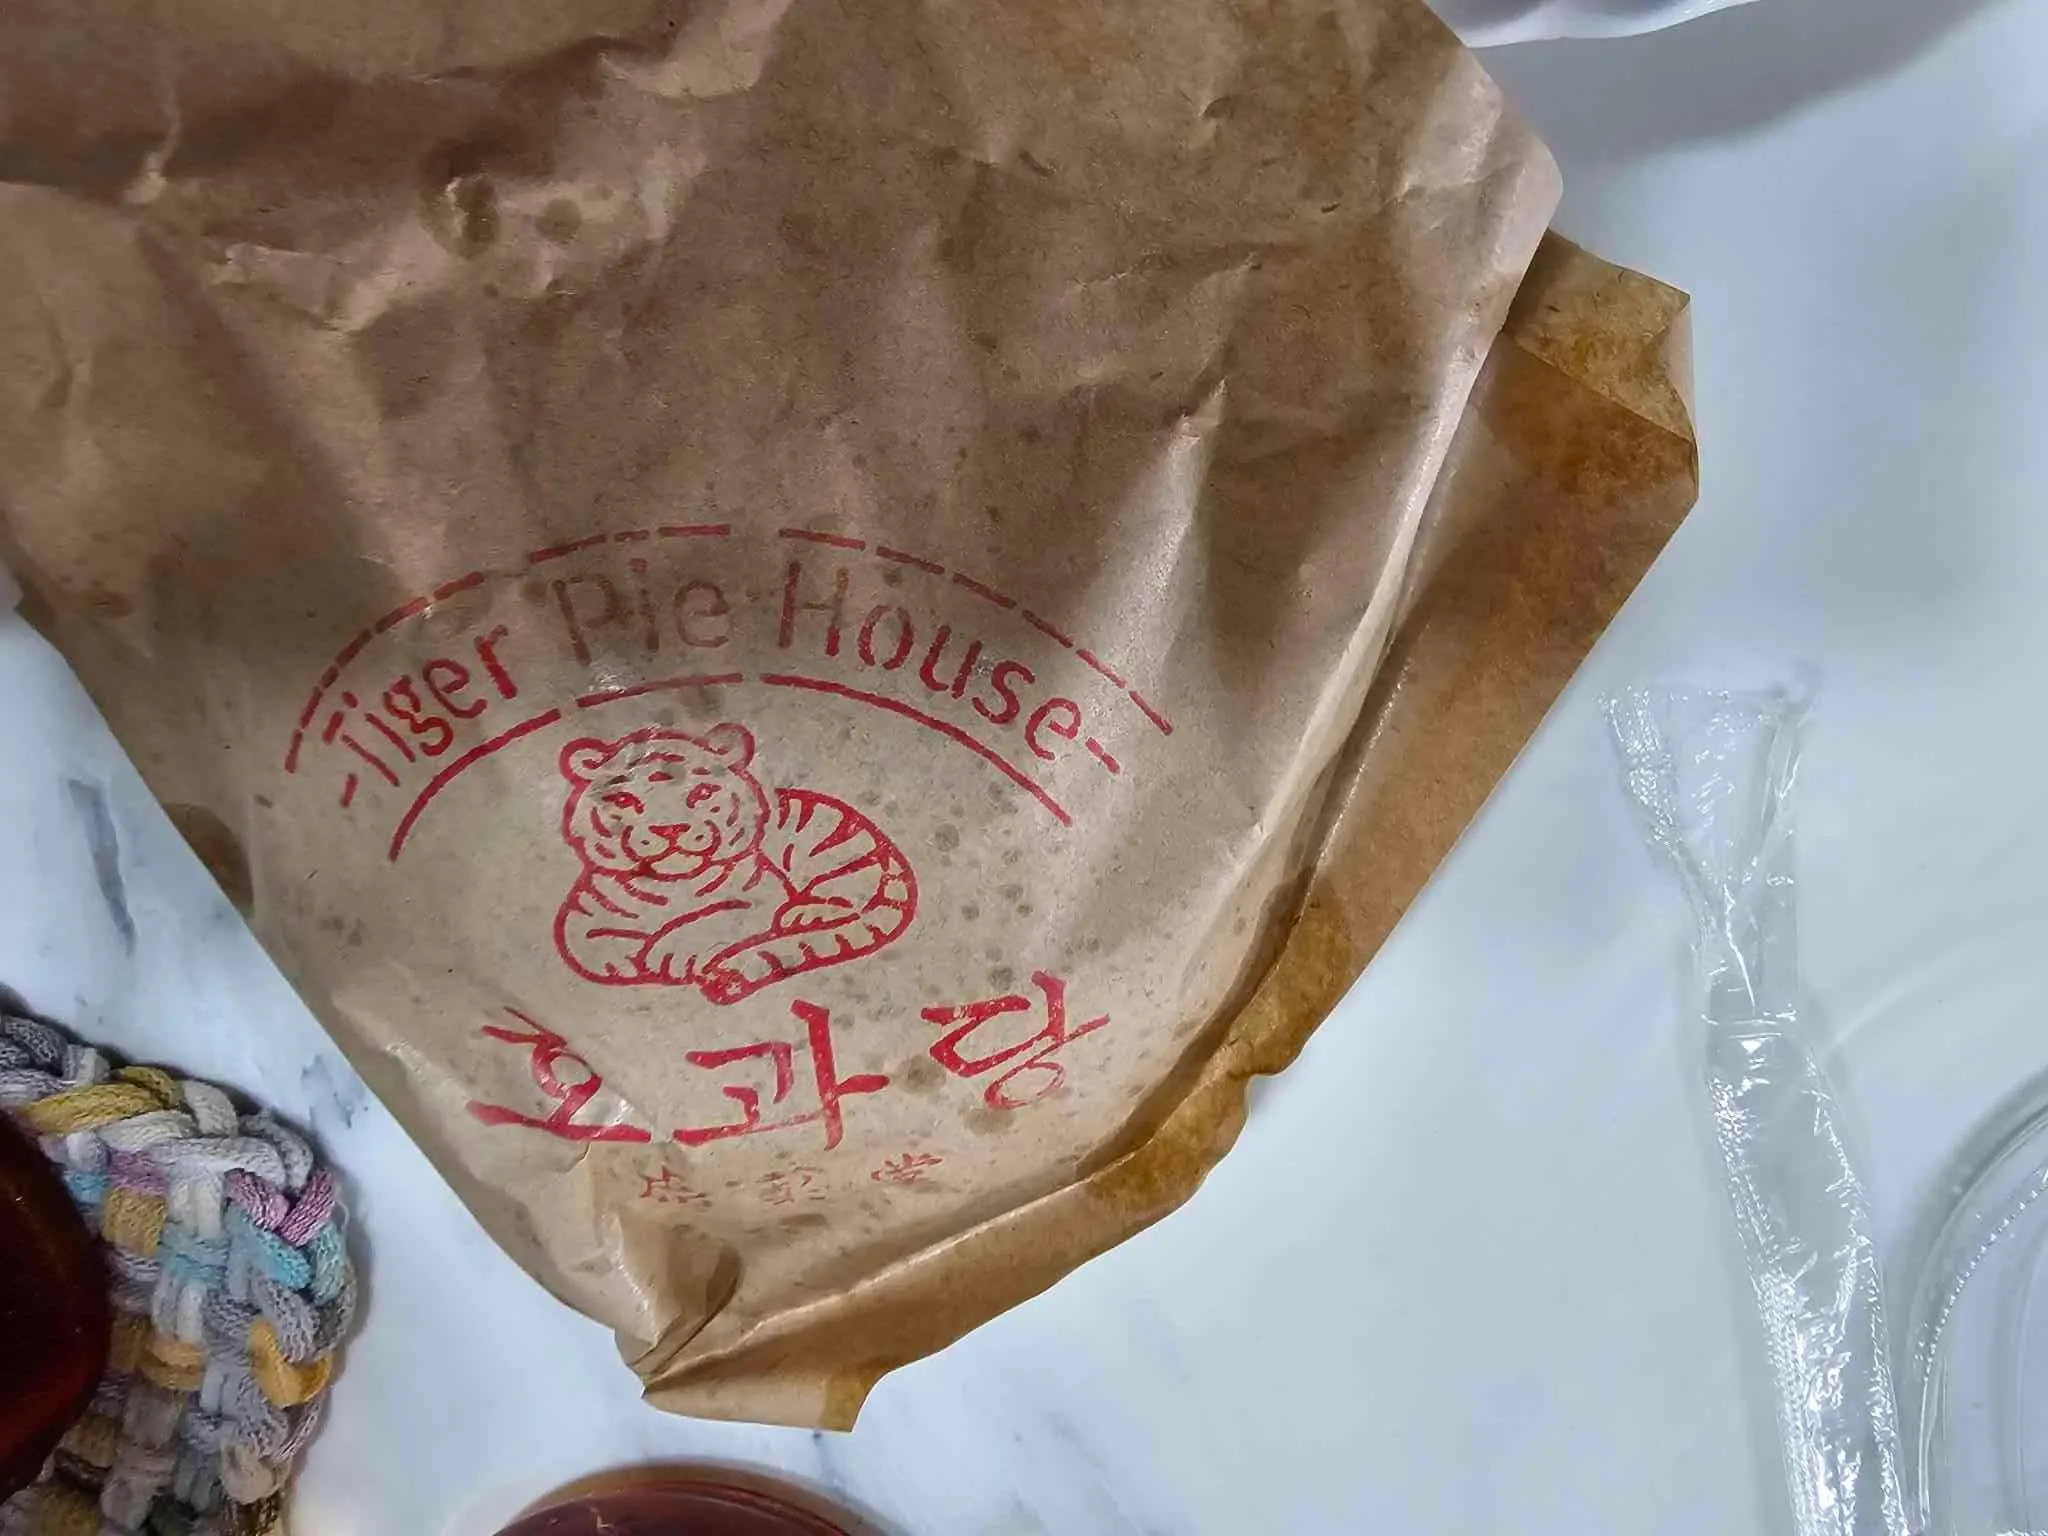 -Tiger Pie House-
호과당